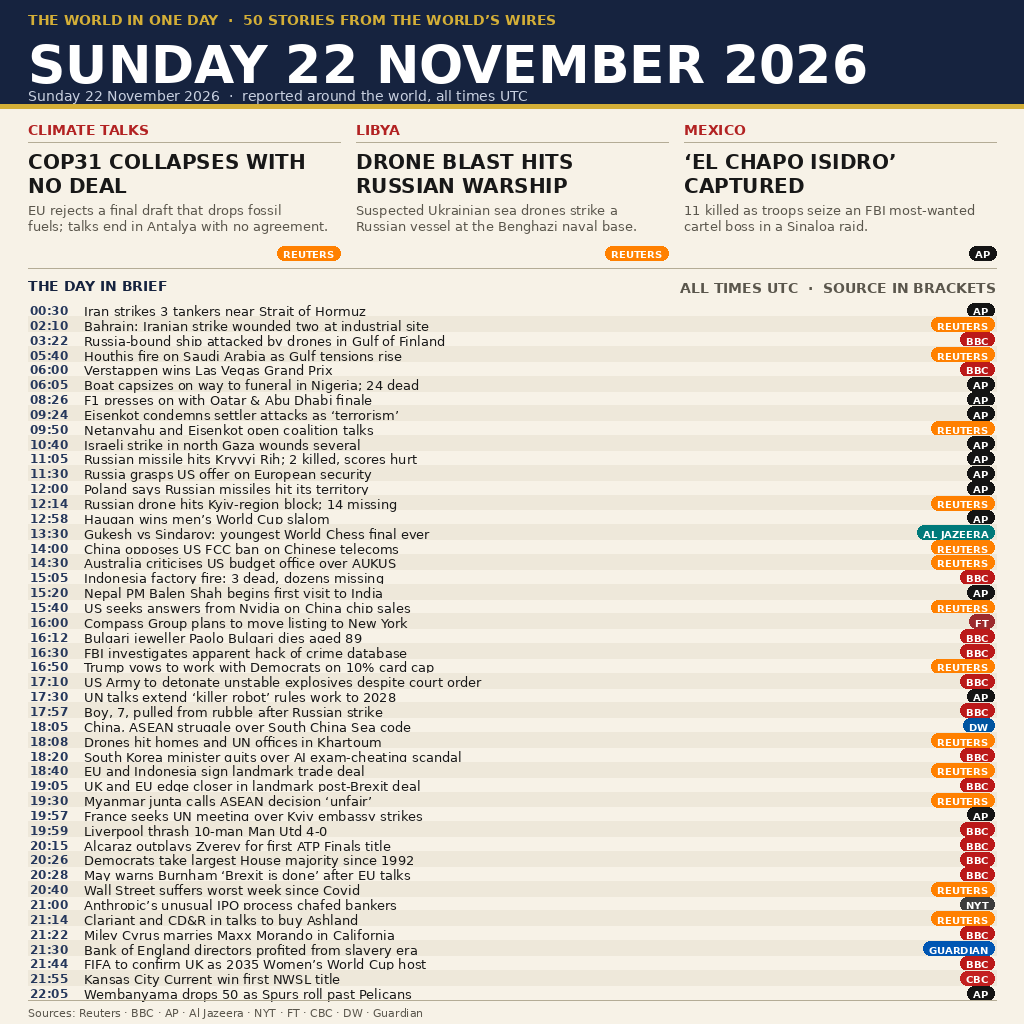 THE WORLD IN ONE DAY · 50 STORIES FROM THE WORLD’S WIRES
SUNDAY 22 NOVEMBER 2026
Sunday 22 November 2026 · reported around the world, all times UTC
CLIMATE TALKS
COP31 COLLAPSES WITH
NO DEAL
EU rejects a final draft that drops fossil
fuels; talks end in Antalya with no agreement.
REUTERS
LIBYA
DRONE BLAST HITS
RUSSIAN WARSHIP
Suspected Ukrainian sea drones strike a
Russian vessel at the Benghazi naval base.
REUTERS
MEXICO
‘EL CHAPO ISIDRO’
CAPTURED
11 killed as troops seize an FBI most-wanted
cartel boss in a Sinaloa raid.
AP
THE DAY IN BRIEF
ALL TIMES UTC · SOURCE IN BRACKETS
00:30 Iran strikes 3 tankers near Strait of Hormuz AP
02:10 Bahrain: Iranian strike wounded two at industrial site REUTERS
03:22 Russia-bound ship attacked by drones in Gulf of Finland BBC
05:40 Houthis fire on Saudi Arabia as Gulf tensions rise REUTERS
06:00 Verstappen wins Las Vegas Grand Prix BBC
06:05 Boat capsizes on way to funeral in Nigeria; 24 dead AP
08:26 F1 presses on with Qatar & Abu Dhabi finale AP
09:24 Eisenkot condemns settler attacks as ‘terrorism’ AP
09:50 Netanyahu and Eisenkot open coalition talks REUTERS
10:40 Israeli strike in north Gaza wounds several AP
11:05 Russian missile hits Kryvyi Rih; 2 killed, scores hurt AP
11:30 Russia grasps US offer on European security AP
12:00 Poland says Russian missiles hit its territory AP
12:14 Russian drone hits Kyiv-region block; 14 missing REUTERS
12:58 Haugan wins men’s World Cup slalom AP
13:30 Gukesh vs Sindarov: youngest World Chess final ever AL JAZEERA
14:00 China opposes US FCC ban on Chinese telecoms REUTERS
14:30 Australia criticises US budget office over AUKUS REUTERS
15:05 Indonesia factory fire: 3 dead, dozens missing BBC
15:20 Nepal PM Balen Shah begins first visit to India AP
15:40 US seeks answers from Nvidia on China chip sales REUTERS
16:00 Compass Group plans to move listing to New York FT
16:12 Bulgari jeweller Paolo Bulgari dies aged 89 BBC
16:30 FBI investigates apparent hack of crime database BBC
16:50 Trump vows to work with Democrats on 10% card cap REUTERS
17:10 US Army to detonate unstable explosives despite court order BBC
17:30 UN talks extend ‘killer robot’ rules work to 2028 AP
17:57 Boy, 7, pulled from rubble after Russian strike BBC
18:05 China, ASEAN struggle over South China Sea code DW
18:08 Drones hit homes and UN offices in Khartoum REUTERS
18:20 South Korea minister quits over AI exam-cheating scandal BBC
18:40 EU and Indonesia sign landmark trade deal REUTERS
19:05 UK and EU edge closer in landmark post-Brexit deal BBC
19:30 Myanmar junta calls ASEAN decision ‘unfair’ REUTERS
19:57 France seeks UN meeting over Kyiv embassy strikes AP
19:59 Liverpool thrash 10-man Man Utd 4-0 BBC
20:15 Alcaraz outplays Zverev for first ATP Finals title BBC
20:26 Democrats take largest House majority since 1992 BBC
20:28 May warns Burnham ‘Brexit is done’ after EU talks BBC
20:40 Wall Street suffers worst week since Covid REUTERS
21:00 Anthropic’s unusual IPO process chafed bankers NYT
21:14 Clariant and CD&R in talks to buy Ashland REUTERS
21:22 Miley Cyrus marries Maxx Morando in California BBC
21:30 Bank of England directors profited from slavery era GUARDIAN
21:44 FIFA to confirm UK as 2035 Women’s World Cup host BBC
21:55 Kansas City Current win first NWSL title CBC
22:05 Wembanyama drops 50 as Spurs roll past Pelicans AP
Sources: Reuters · BBC · AP · Al Jazeera · NYT · FT · CBC · DW · Guardian